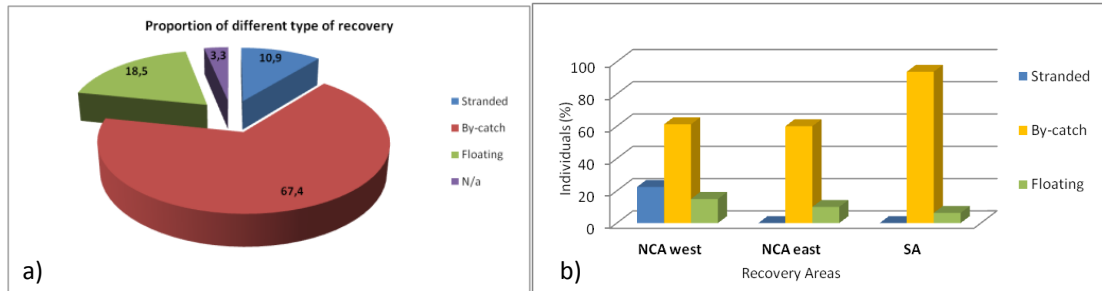 Proportion of different type of recovery
3,3
10,9
18,5
67,4
Stranded
By-catch
Floating
N/a
a)
100
80
60
40
20
0
Individuals (%)
NCA west
NCA east
SA
Recovery Areas
Stranded
By-catch
Floating
b)